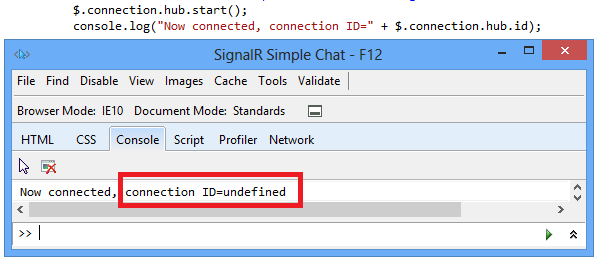 $.connection.hub.start();
console.log("Now connected, connection ID=" + $.connection.hub.id);
SignalR Simple Chat - F12
File Find Disable View Images Cache Tools Validate
Browser Mode: IE10 Document Mode: Standards
HTML CSS Console Script Profiler Network
Now connected, connection ID=undefined
>>